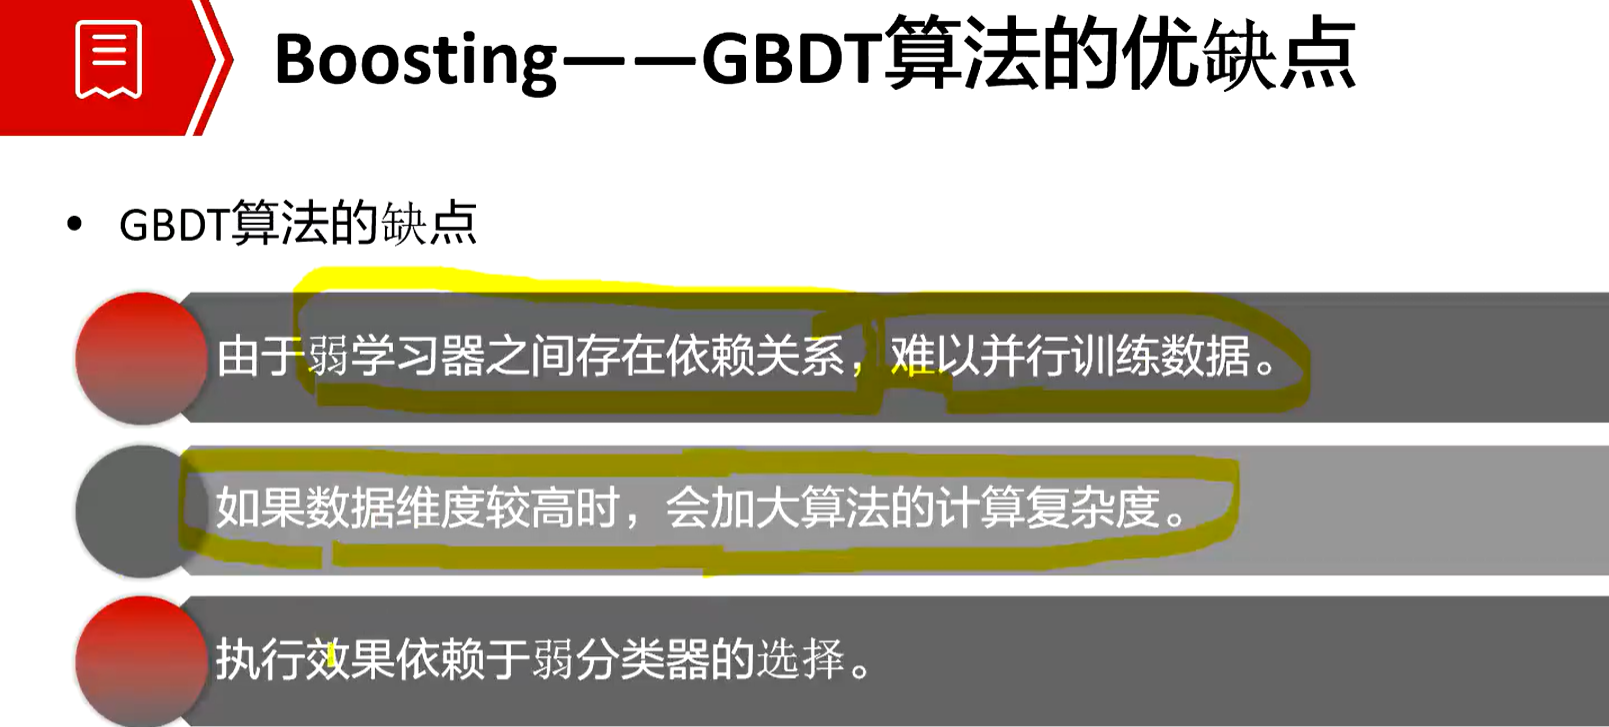 Boosting——GBDT算法的优缺点
• GBDT算法的缺点
由于弱学习器之间存在依赖关系，难以并行训练数据。
如果数据维度较高时，会加大算法的计算复杂度。
执行效果依赖于弱分类器的选择。